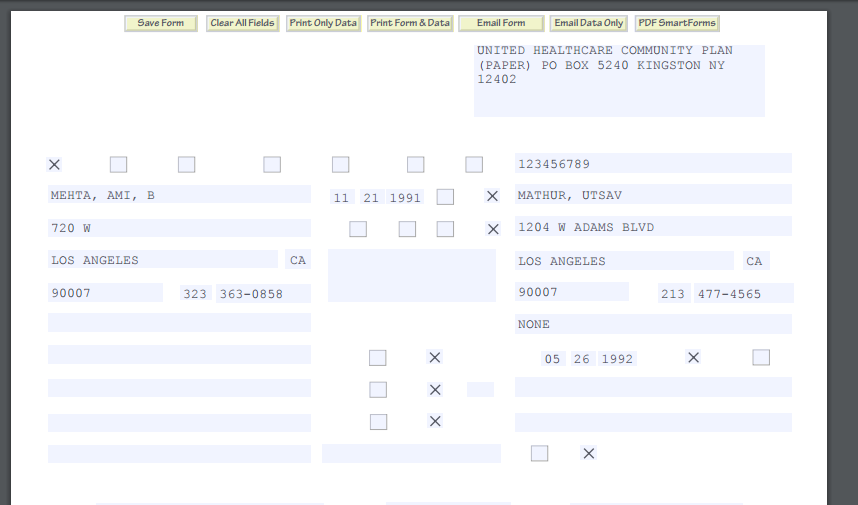 Save Form Clear All Fields Print Only Data Print Form & Data Email Form Email Data Only PDF SmartForms
UNITED HEALTHCARE COMMUNITY PLAN
(PAPER) PO BOX 5240 KINGSTON NY
12402
123456789
MEHTA, AMI, B 11 21 1991 MATHUR, UTSAV
720 W 1204 W ADAMS BLVD
LOS ANGELES CA LOS ANGELES CA
90007 323 363-0858 90007 213 477-4565
NONE
05 26 1992